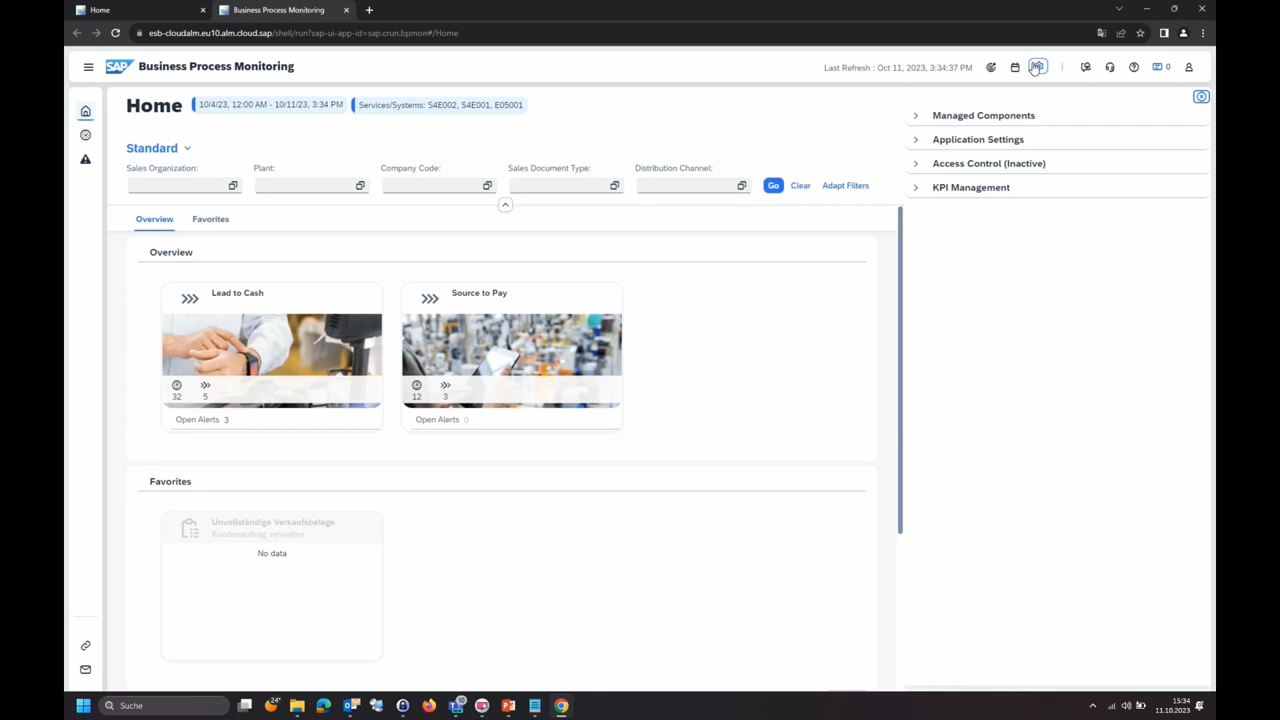 Home
Business Process Monitoring
esb-cloudalm.eu10.alm.cloud.sap/shell/run?sap-ui-app-id=sap.crun.bpmon#/Home
SAP
Business Process Monitoring
Last Refresh : Oct 11, 2023, 3:34:37 PM
0
Home
10/4/23, 12:00 AM - 10/11/23, 3:34 PM
Services/Systems: S4E002, S4E001, E05001
Standard
Sales Organization:
Plant:
Company Code:
Sales Document Type:
Distribution Channel:
Go
Clear
Adapt Filters
Overview
Favorites
Overview
Lead to Cash
32
5
Open Alerts 3
Source to Pay
12
3
Open Alerts 0
Favorites
Unvollständige Verkaufsbelege
Kundenauftrag verwalten
No data
Managed Components
Application Settings
Access Control (Inactive)
KPI Management
Suche
24°
15:34
11.10.2023